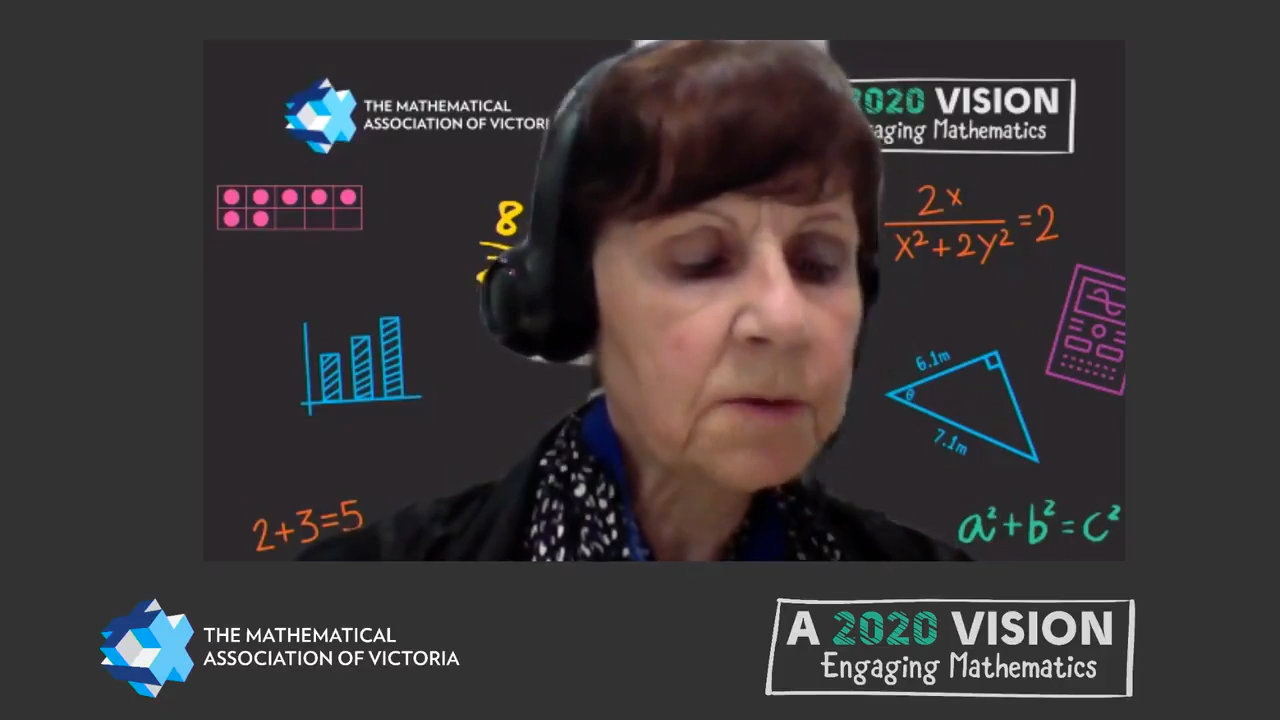 THE MATHEMATICAL
ASSOCIATION OF VICTORI
2020 VISION
aging Mathematics
8
2x
x²+2y²
=2
6.1m
θ
7.1m
2+3=5
a²+b²=c²
THE MATHEMATICAL
ASSOCIATION OF VICTORIA
A 2020 VISION
Engaging Mathematics